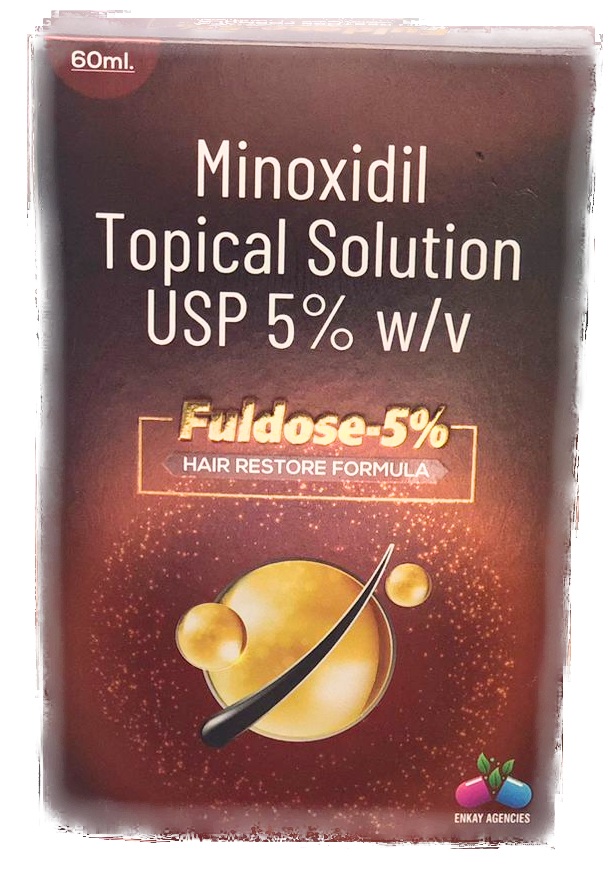 60ml.
Minoxidil
Topical Solution
USP 5% w/v
Fuldose-5%
HAIR RESTORE FORMULA
ENKAY AGENCIES